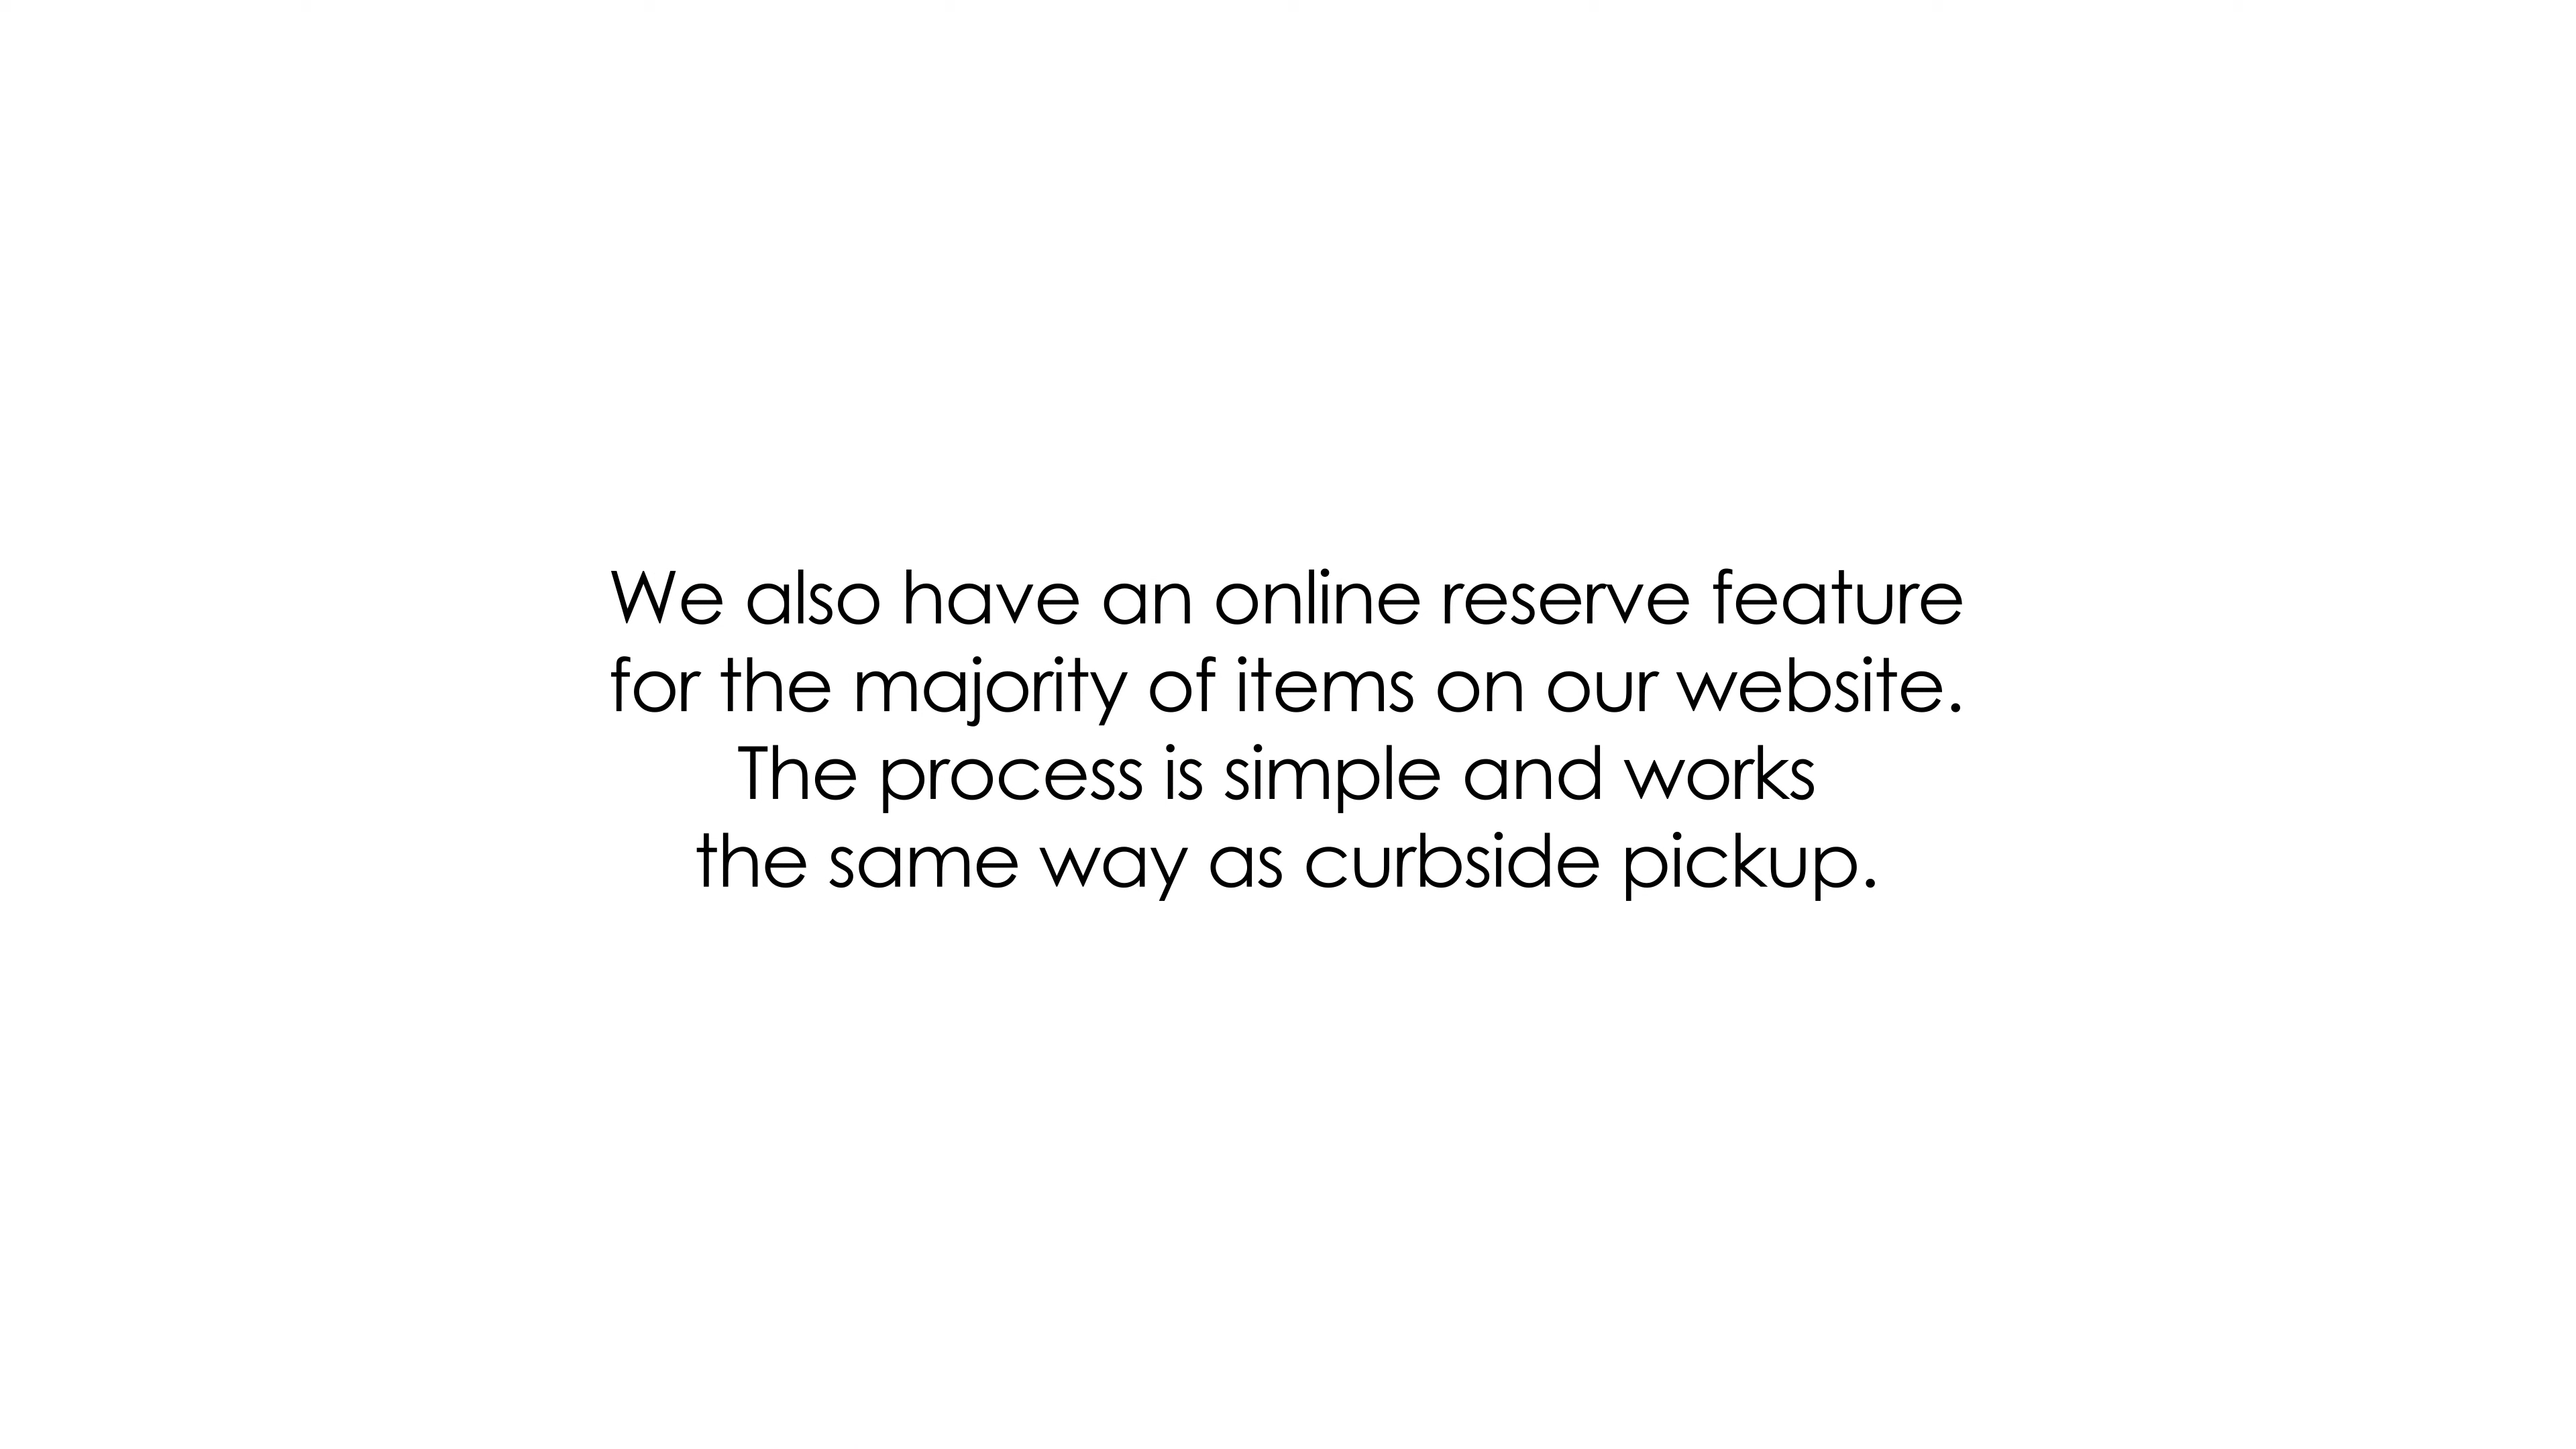 We also have an online reserve feature
for the majority of items on our website.
The process is simple and works
the same way as curbside pickup.